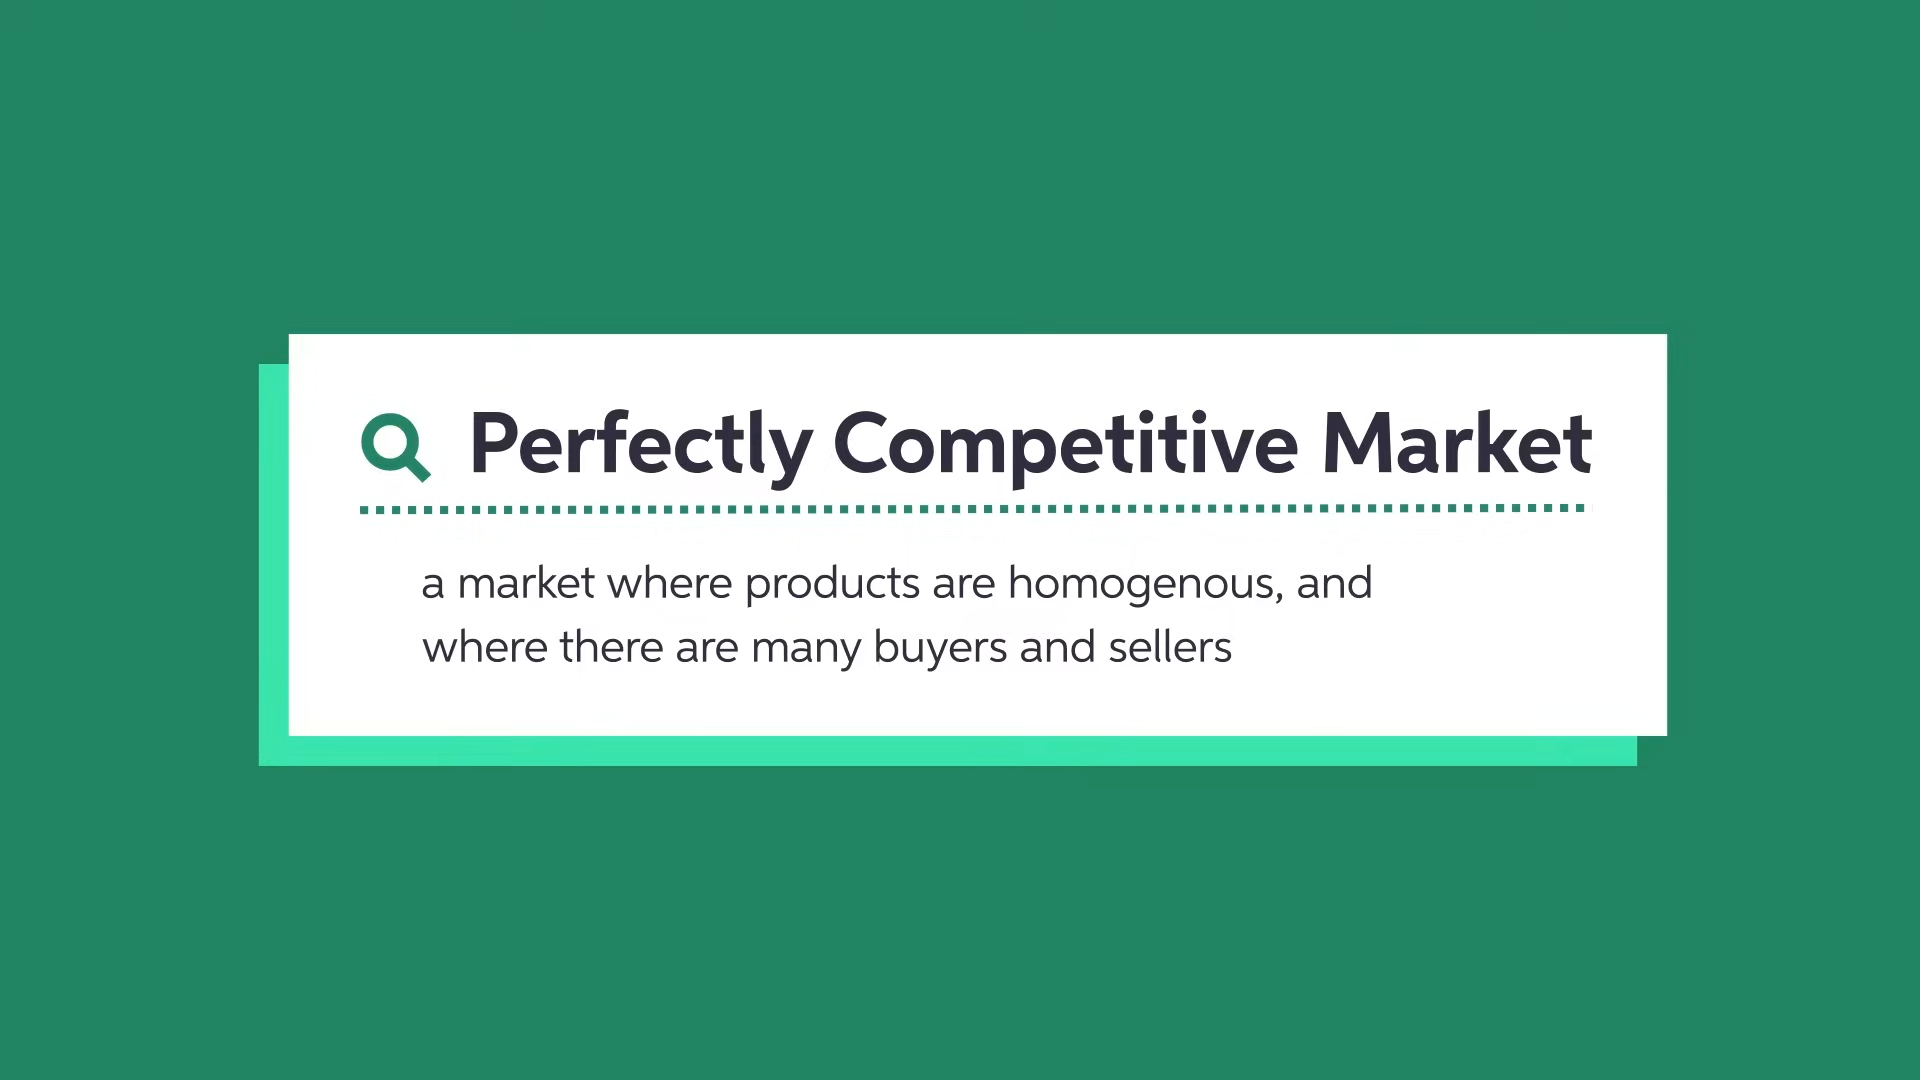 Perfectly Competitive Market
a market where products are homogenous, and
where there are many buyers and sellers